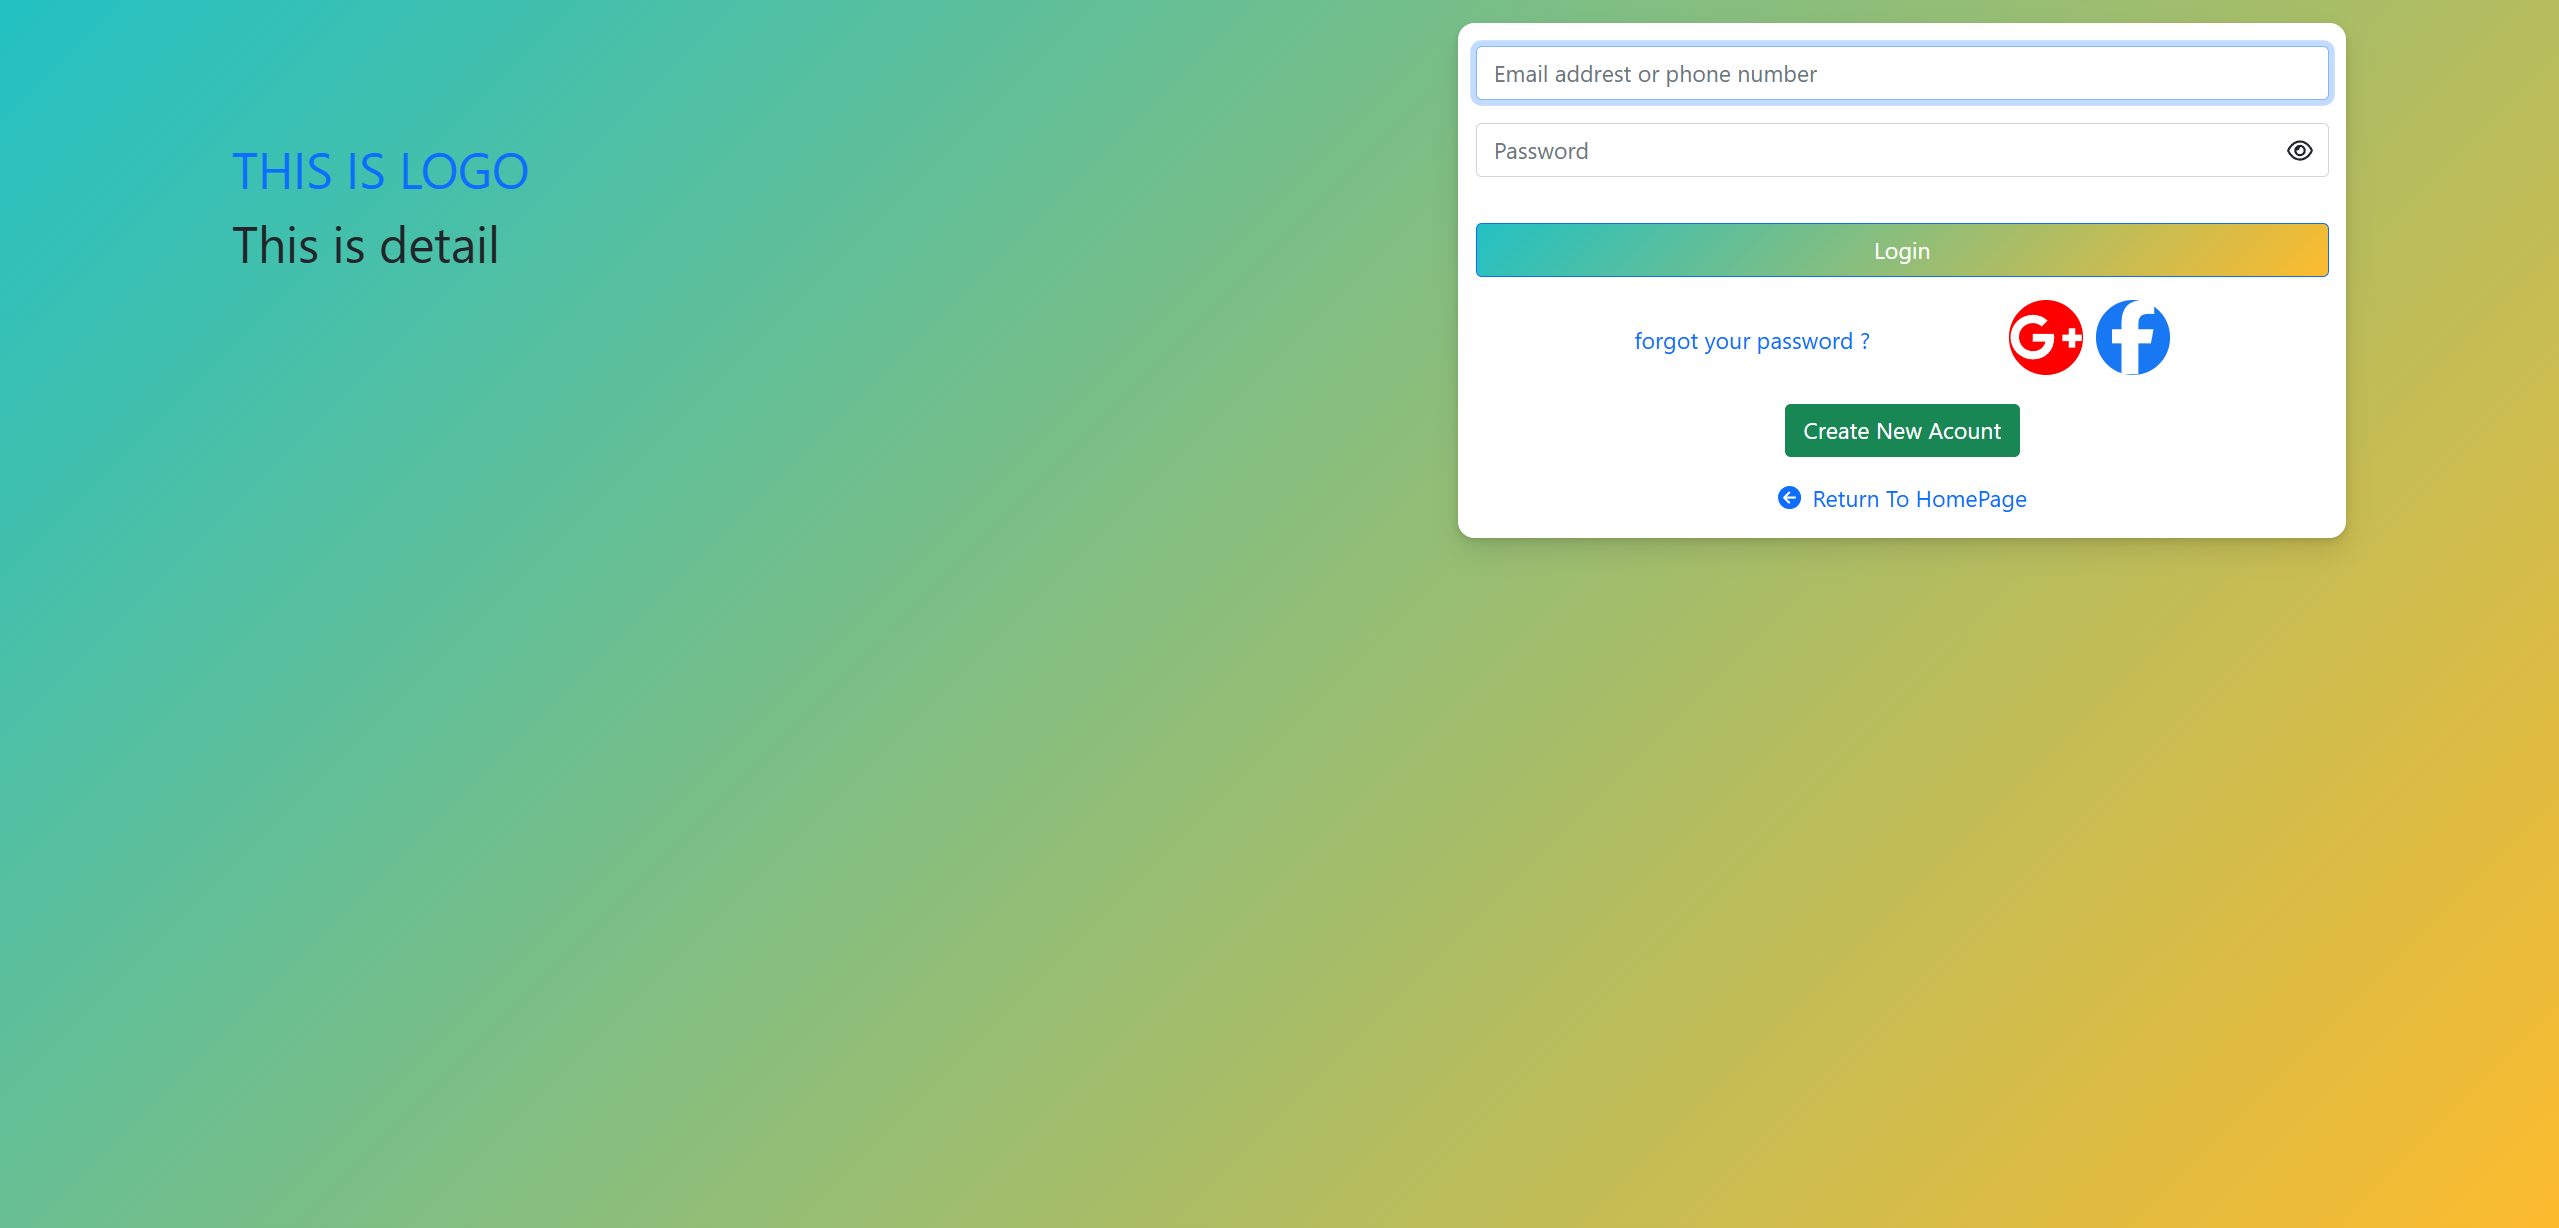 THIS IS LOGO
This is detail
Email addrest or phone number
Password
Login
forgot your password ?
G+ f
Create New Acount
Return To HomePage